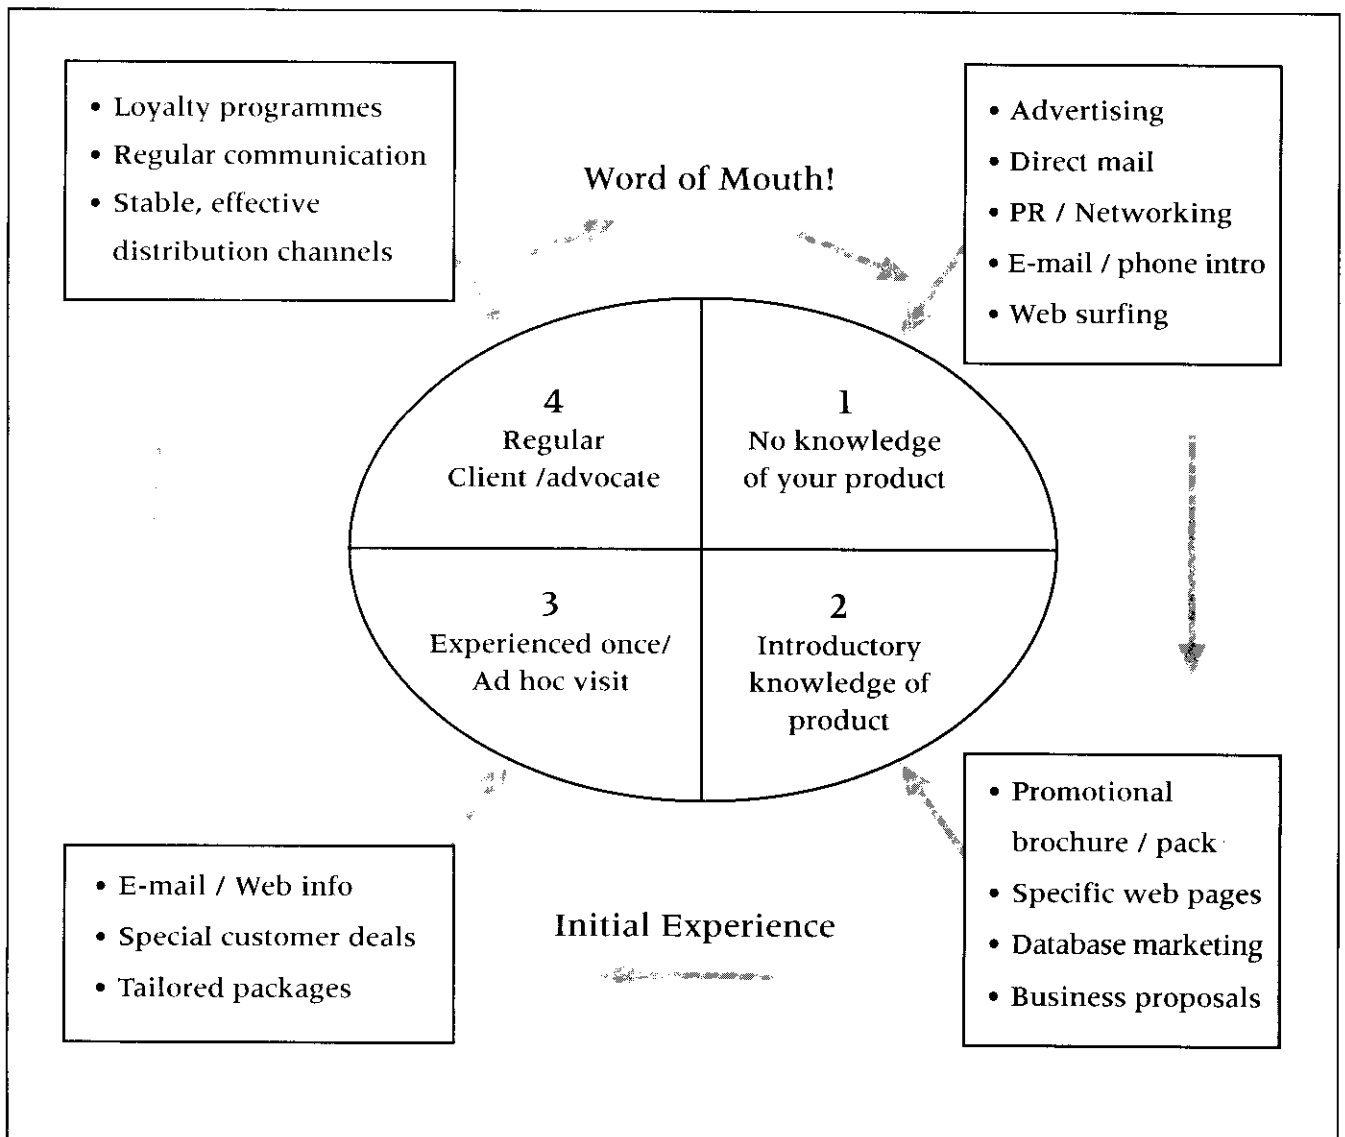 • Loyalty programmes
• Regular communication
• Stable, effective
distribution channels
Word of Mouth!
• Advertising
• Direct mail
• PR / Networking
• E-mail / phone intro
• Web surfing
4
Regular
Client /advocate
1
No knowledge
of your product
3
Experienced once/
Ad hoc visit
2
Introductory
knowledge of
product
• E-mail / Web info
• Special customer deals
• Tailored packages
Initial Experience
• Promotional
brochure / pack
• Specific web pages
• Database marketing
• Business proposals